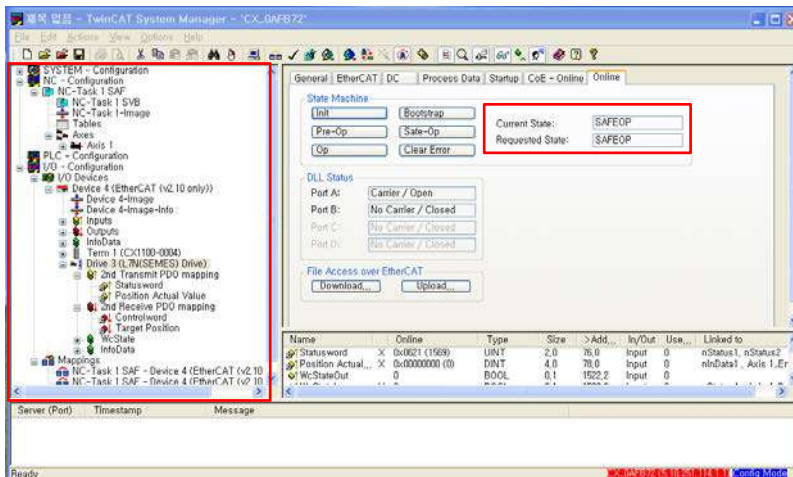 제목 없음 - TwinCAT System Manager - 'CX_0AFB72'
File Edit Actions View Options Help
SYSTEM - Configuration
NC - Configuration
NC-Task 1 SAF
NC-Task 1 SVB
NC-Task 1-Image
Tables
Axes
Axis 1
PLC - Configuration
I/O - Configuration
I/O Devices
Device 4 (EtherCAT (v2.10 only))
Device 4-Image
Device 4-Image-Info
Inputs
Outputs
InfoData
Term 1 (CX1100-0004)
Drive 3 (L7N(SEMES) Drive)
2nd Transmit PDO mapping
Statusword
Position Actual Value
2nd Receive PDO mapping
Controlword
Target Position
WcState
InfoData
Mappings
NC-Task 1 SAF - Device 4 (EtherCAT (v2.10
NC-Task 1 SAF - Device 4 (EtherCAT (v2.10
General EtherCAT DC Process Data Startup CoE - Online Online
State Machine
Init Bootstrap
Pre-Op Safe-Op
Op Clear Error
Current State: SAFEOP
Requested State: SAFEOP
DLL Status
Port A: Carrier / Open
Port B: No Carrier / Closed
Port C: No Carrier / Closed
Port D: No Carrier / Closed
File Access over EtherCAT
Download... Upload...
Name Online Type Size >Add... In/Out Use... Linked to
Statusword X 0x0621 (1569) UINT 2.0 76.0 Input 0 nStatus1, nStatus2
Position Actual... X 0x00000000 (0) DINT 4.0 78.0 Input 0 nInData1 , Axis 1_Er
WcStateOut 0 BOOL 0.1 1522.2 Input 0
Server (Port) Timestamp Message
Ready Config Mode